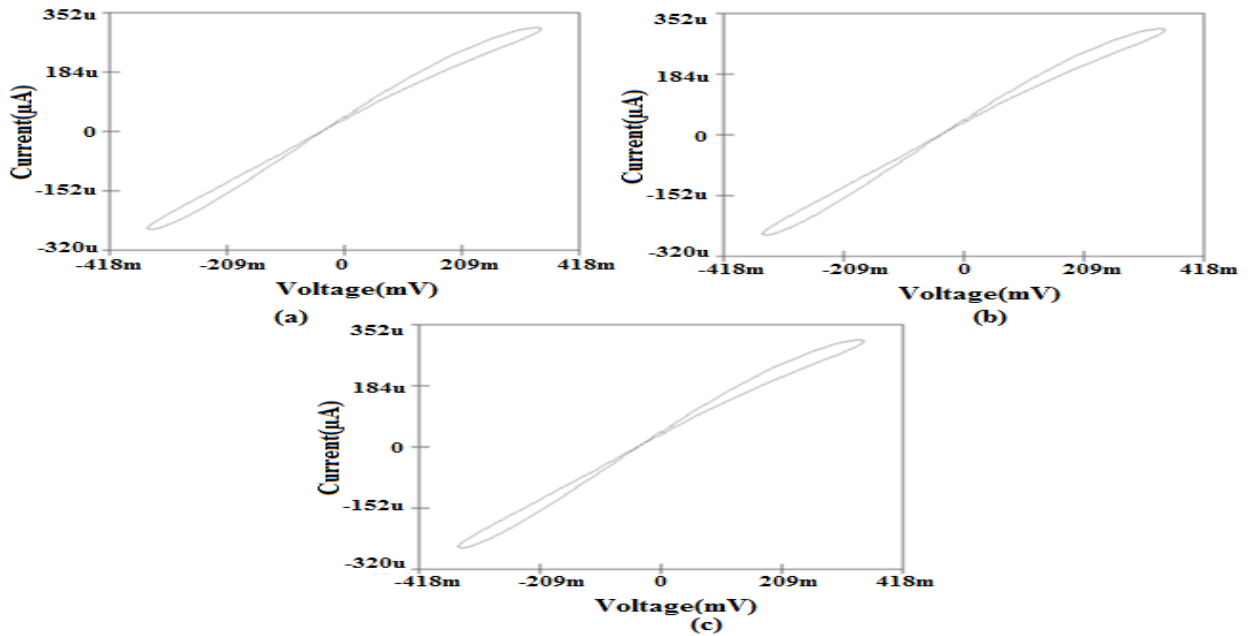 352u
184u
0
-152u
-320u
Current(µA)
-418m
-209m
0
209m
418m
Voltage(mV)
(a)
352u
184u
0
-152u
-320u
Current(µA)
-418m
-209m
0
209m
418m
Voltage(mV)
(b)
352u
184u
0
-152u
-320u
Current(µA)
-418m
-209m
0
209m
418m
Voltage(mV)
(c)